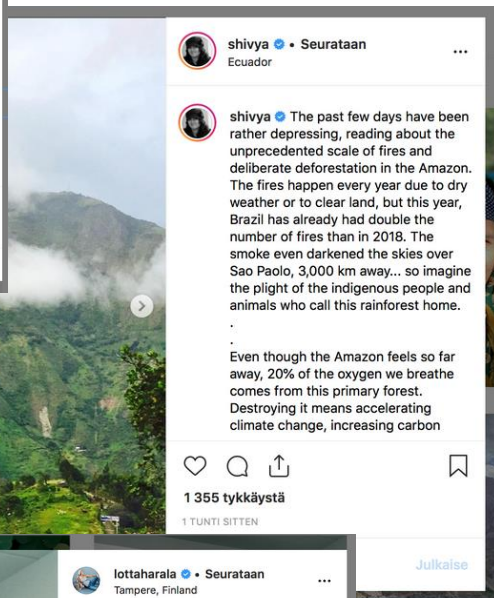 shivya • Seurataan
Ecuador
shivya The past few days have been
rather depressing, reading about the
unprecedented scale of fires and
deliberate deforestation in the Amazon.
The fires happen every year due to dry
weather or to clear land, but this year,
Brazil has already had double the
number of fires than in 2018. The
smoke even darkened the skies over
Sao Paolo, 3,000 km away... so imagine
the plight of the indigenous people and
animals who call this rainforest home.
.
.
Even though the Amazon feels so far
away, 20% of the oxygen we breathe
comes from this primary forest.
Destroying it means accelerating
climate change, increasing carbon
1 355 tykkäystä
1 TUNTI SITTEN
Julkaise
lottaharala • Seurataan
Tampere, Finland